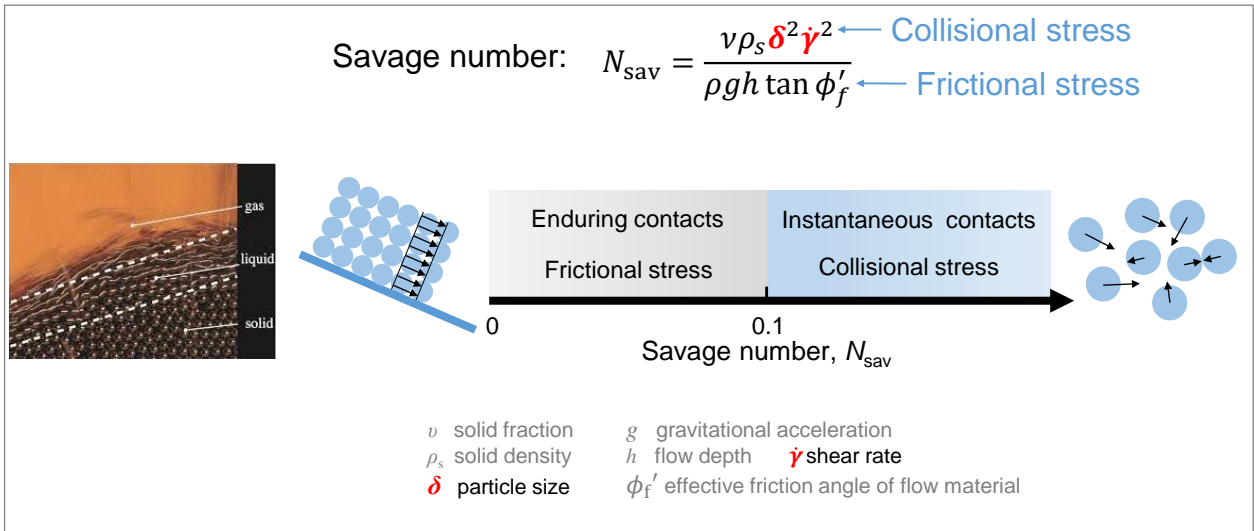 Savage number: N_sav = νρ_s δ² γ̇² / ρgh tan ϕ′_f
Collisional stress
Frictional stress
gas
liquid
solid
Enduring contacts
Frictional stress
Instantaneous contacts
Collisional stress
0
0.1
Savage number, N_sav
υ solid fraction
g gravitational acceleration
ρ_s solid density
h flow depth
γ̇ shear rate
δ particle size
ϕ_f′ effective friction angle of flow material